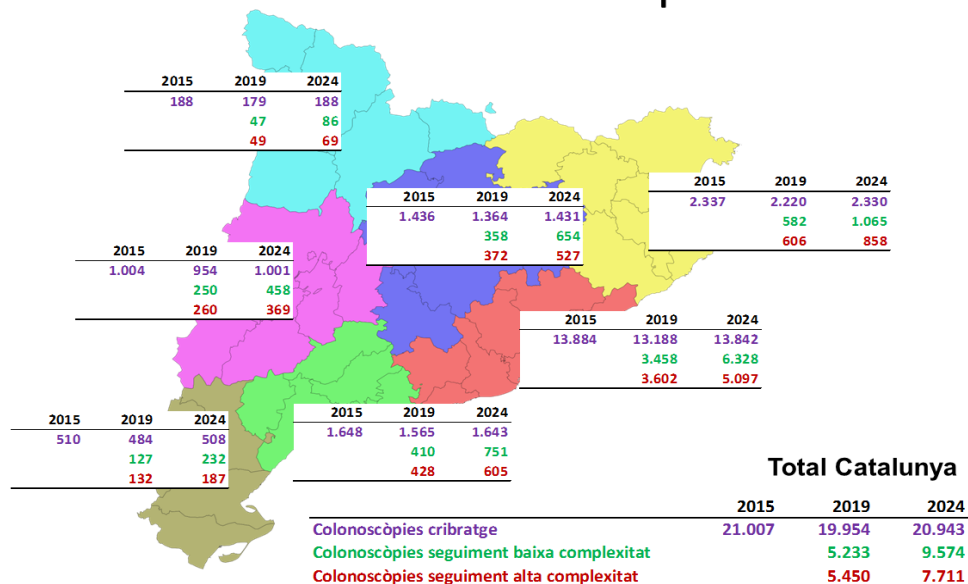 2015 2019 2024
188 179 188
47 86
49 69
2015 2019 2024
2.337 2.220 2.330
582 1.065
606 858
2015 2019 2024
1.436 1.364 1.431
358 654
372 527
2015 2019 2024
1.004 954 1.001
250 458
260 369
2015 2019 2024
13.884 13.188 13.842
3.458 6.328
3.602 5.097
2015 2019 2024
510 484 508
127 232
132 187
2015 2019 2024
1.648 1.565 1.643
410 751
428 605
Total Catalunya
2015 2019 2024
Colonoscòpies cribratge 21.007 19.954 20.943
Colonoscòpies seguiment baixa complexitat 5.233 9.574
Colonoscòpies seguiment alta complexitat 5.450 7.711